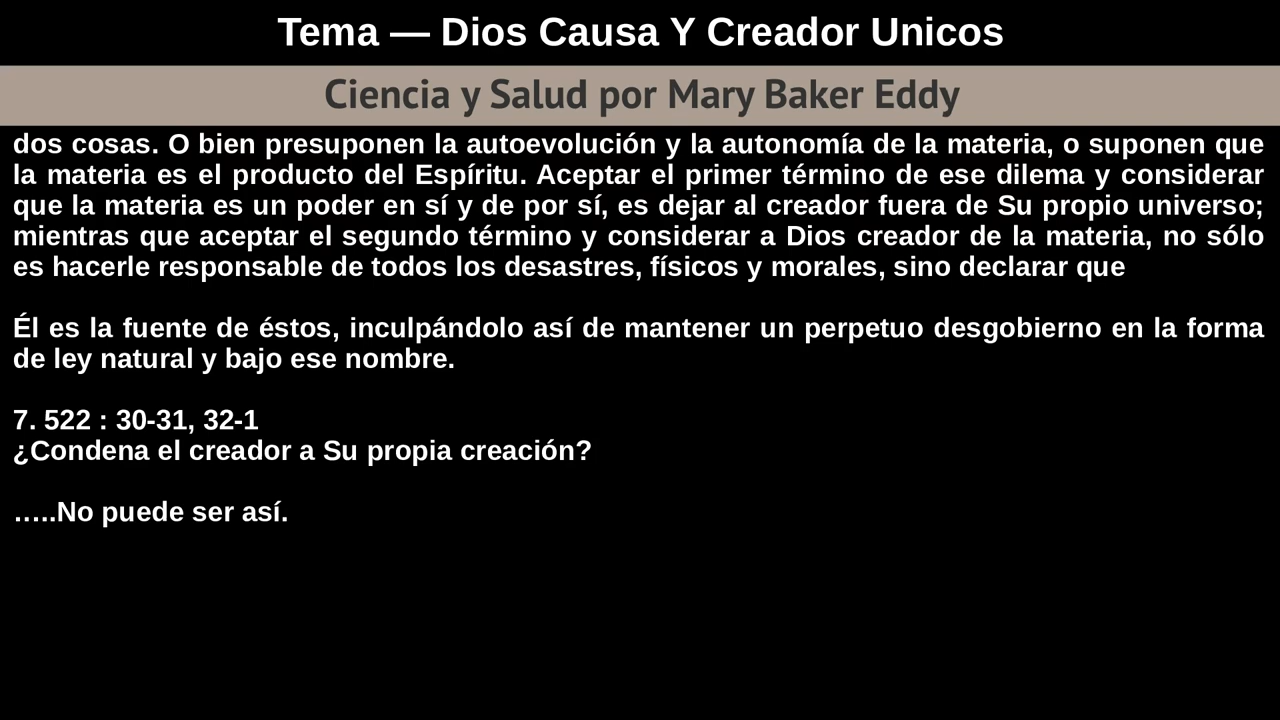 Tema — Dios Causa Y Creador Unicos
Ciencia y Salud por Mary Baker Eddy
dos cosas. O bien presuponen la autoevolución y la autonomía de la materia, o suponen que
la materia es el producto del Espíritu. Aceptar el primer término de ese dilema y considerar
que la materia es un poder en sí y de por sí, es dejar al creador fuera de Su propio universo;
mientras que aceptar el segundo término y considerar a Dios creador de la materia, no sólo
es hacerle responsable de todos los desastres, físicos y morales, sino declarar que
Él es la fuente de éstos, inculpándolo así de mantener un perpetuo desgobierno en la forma
de ley natural y bajo ese nombre.
7. 522 : 30-31, 32-1
¿Condena el creador a Su propia creación?
…..No puede ser así.